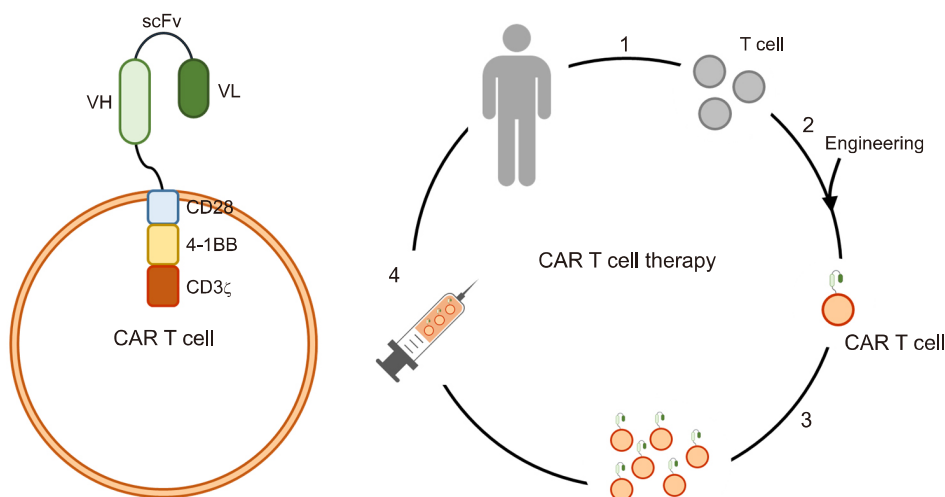 scFv
VH
VL
CD28
4-1BB
CD3ζ
CAR T cell
1
T cell
2
Engineering
CAR T cell therapy
4
CAR T cell
3